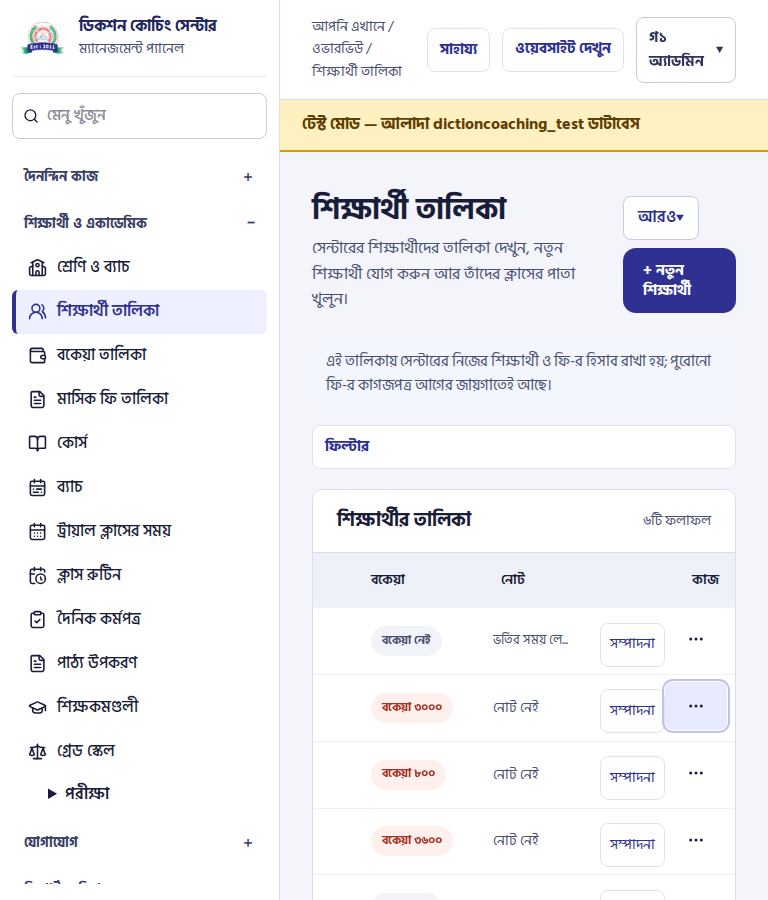 ডিকশন কোচিং সেন্টার
ম্যানেজমেন্ট প্যানেল
Est : 2011
মেনু খুঁজুন
দৈনন্দিন কাজ +
শিক্ষার্থী ও একাডেমিক −
শ্রেণি ও ব্যাচ
শিক্ষার্থী তালিকা
বকেয়া তালিকা
মাসিক ফি তালিকা
কোর্স
ব্যাচ
ট্রায়াল ক্লাসের সময়
ক্লাস রুটিন
দৈনিক কর্মপত্র
পাঠ্য উপকরণ
শিক্ষকমণ্ডলী
গ্রেড স্কেল
পরীক্ষা
যোগাযোগ +
আপনি এখানে /
ওভারভিউ /
শিক্ষার্থী তালিকা
সাহায্য
ওয়েবসাইট দেখুন
গ১
অ্যাডমিন
টেস্ট মোড — আলাদা dictioncoaching_test ডাটাবেস
শিক্ষার্থী তালিকা
সেন্টারের শিক্ষার্থীদের তালিকা দেখুন, নতুন
শিক্ষার্থী যোগ করুন আর তাঁদের ক্লাসের পাতা
খুলুন।
আরও▾
+ নতুন
শিক্ষার্থী
এই তালিকায় সেন্টারের নিজের শিক্ষার্থী ও ফি-র হিসাব রাখা হয়; পুরোনো
ফি-র কাগজপত্র আগের জায়গাতেই আছে।
ফিল্টার
শিক্ষার্থীর তালিকা ৬টি ফলাফল
বকেয়া নোট কাজ
বকেয়া নেই ভর্তির সময় লে... সম্পাদনা ...
বকেয়া ৩০০০ নোট নেই সম্পাদনা ...
বকেয়া ৮০০ নোট নেই সম্পাদনা ...
বকেয়া ৩৬০০ নোট নেই সম্পাদনা ...